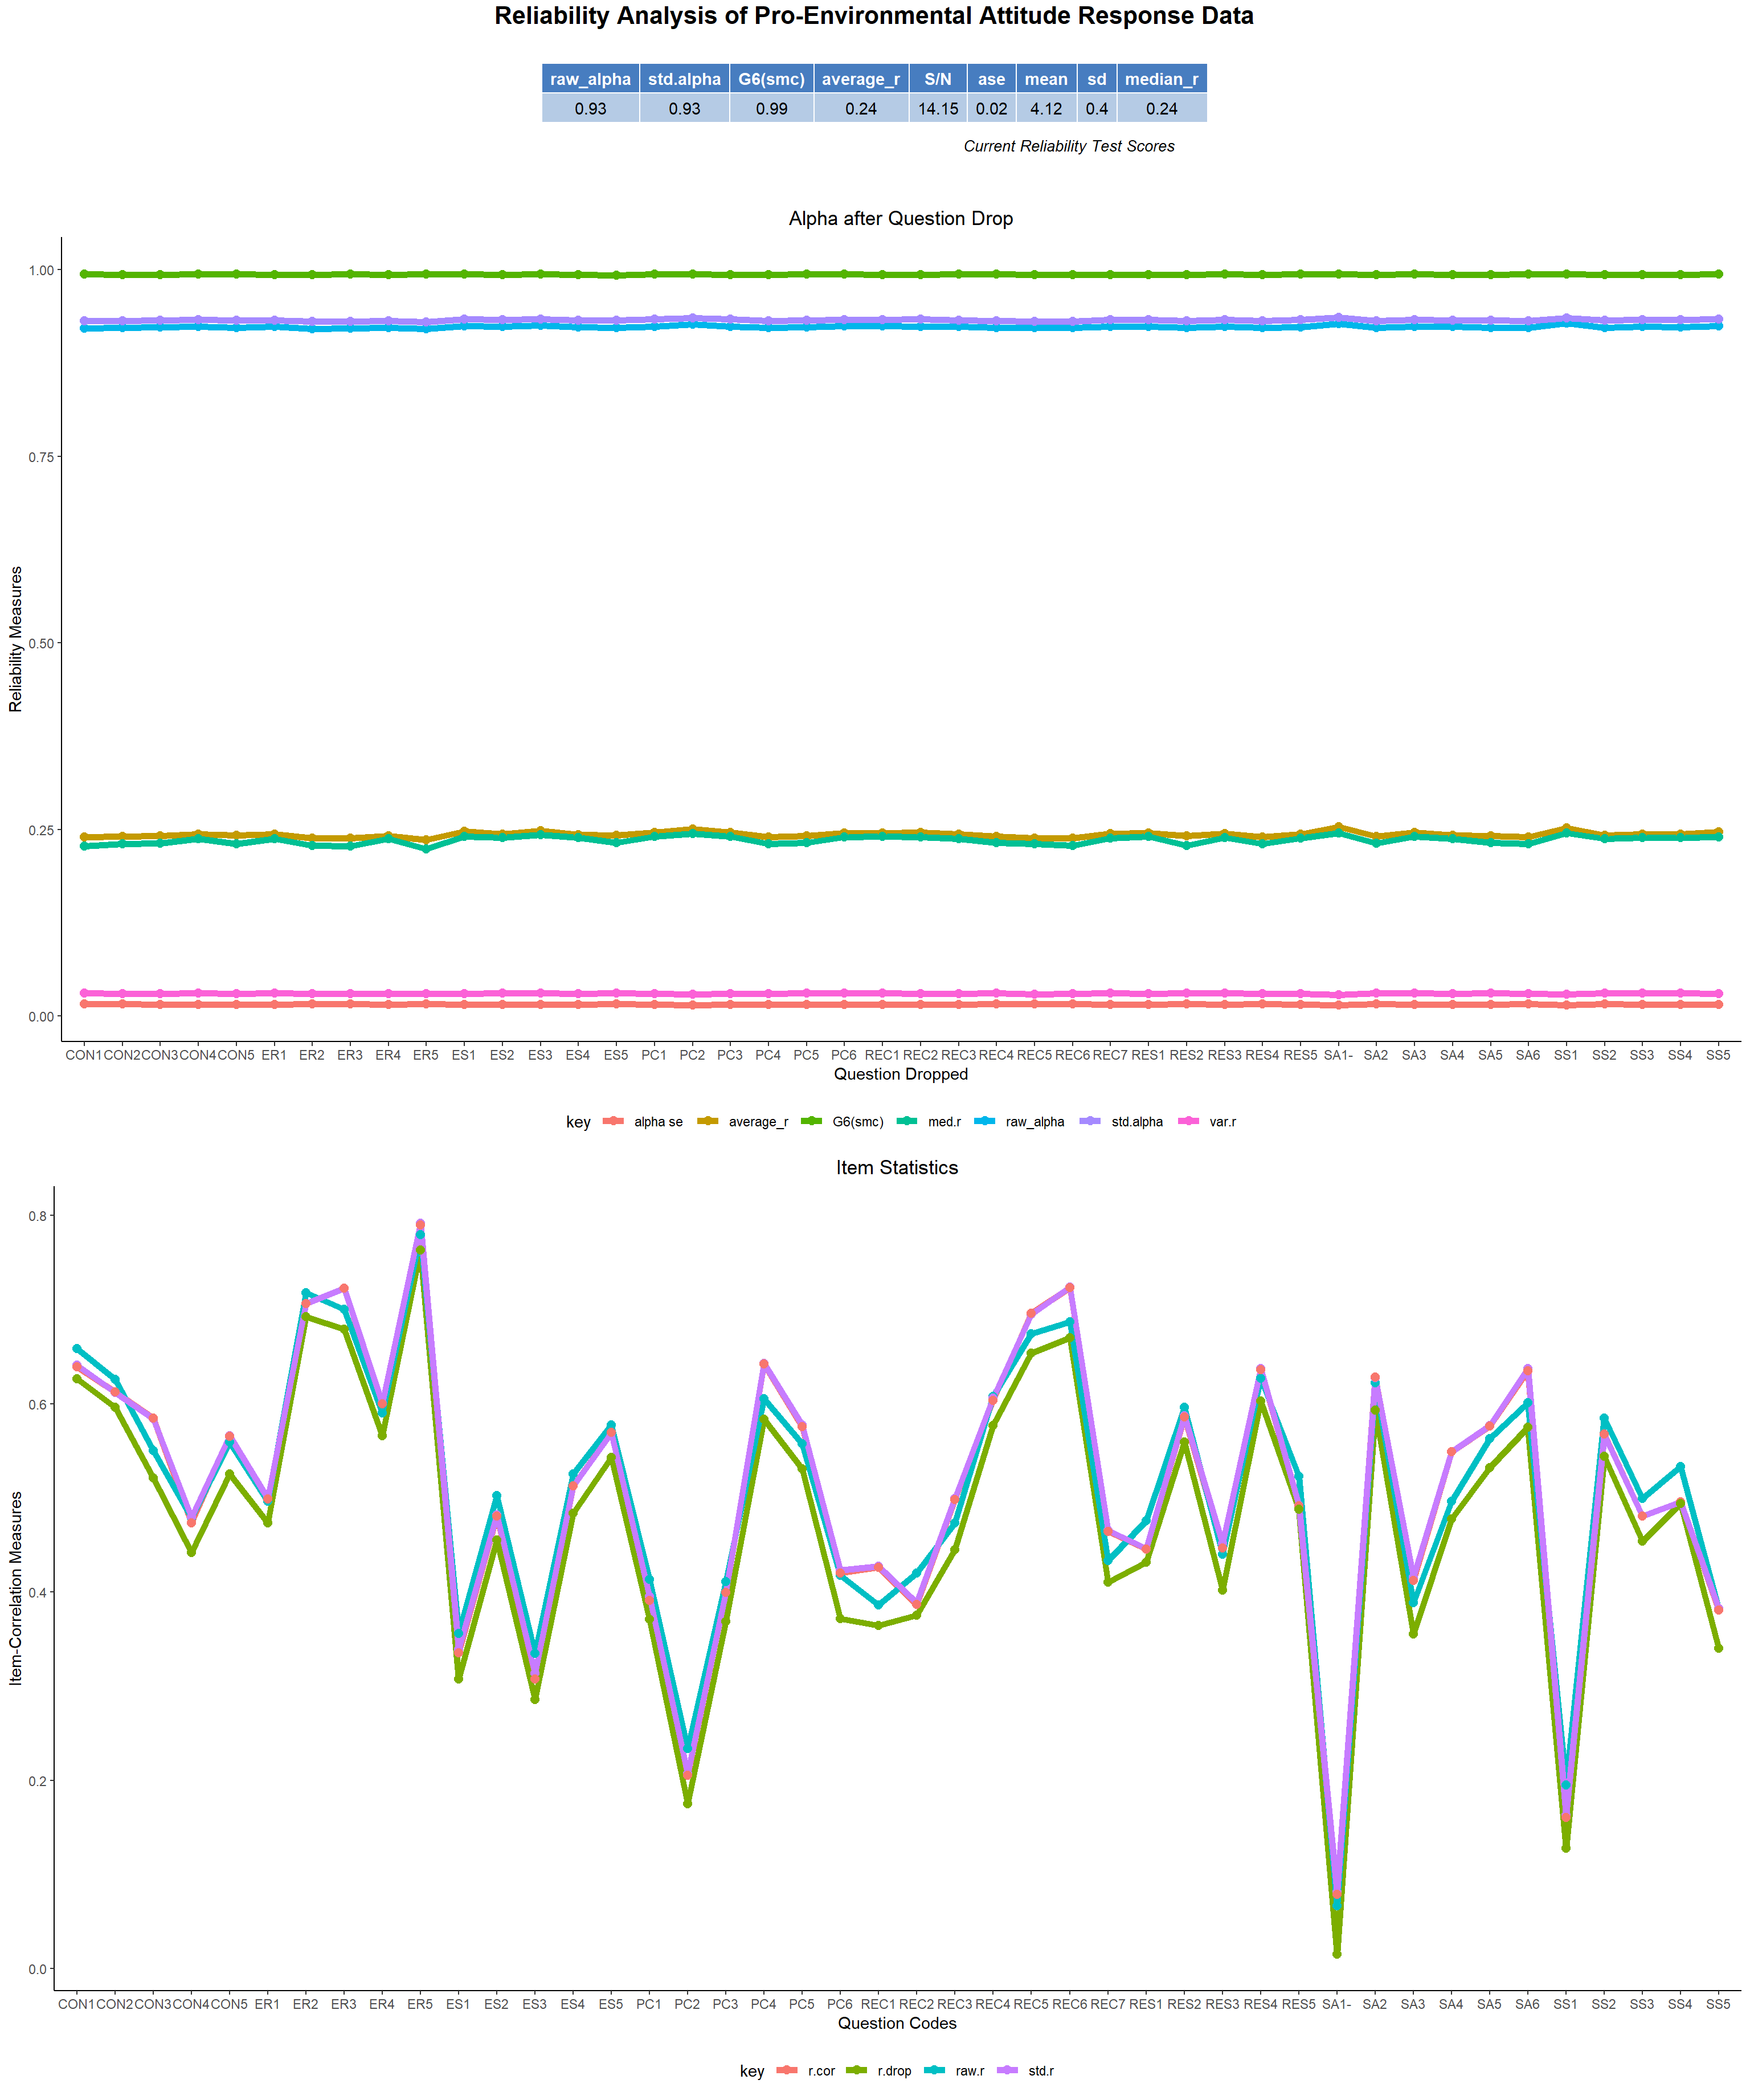 Reliability Analysis of Pro-Environmental Attitude Response Data
raw_alpha std.alpha G6(smc) average_r S/N ase mean sd median_r
0.93 0.93 0.99 0.24 14.15 0.02 4.12 0.4 0.24
Current Reliability Test Scores
Alpha after Question Drop
Reliability Measures
1.00
0.75
0.50
0.25
0.00
CON1 CON2 CON3 CON4 CON5 ER1 ER2 ER3 ER4 ER5 ES1 ES2 ES3 ES4 ES5 PC1 PC2 PC3 PC4 PC5 PC6 REC1 REC2 REC3 REC4 REC5 REC6 REC7 RES1 RES2 RES3 RES4 RES5 SA1- SA2 SA3 SA4 SA5 SA6 SS1 SS2 SS3 SS4 SS5
Question Dropped
key alpha se average_r G6(smc) med.r raw_alpha std.alpha var.r
Item Statistics
Item-Correlation Measures
0.8
0.6
0.4
0.2
0.0
CON1 CON2 CON3 CON4 CON5 ER1 ER2 ER3 ER4 ER5 ES1 ES2 ES3 ES4 ES5 PC1 PC2 PC3 PC4 PC5 PC6 REC1 REC2 REC3 REC4 REC5 REC6 REC7 RES1 RES2 RES3 RES4 RES5 SA1- SA2 SA3 SA4 SA5 SA6 SS1 SS2 SS3 SS4 SS5
Question Codes
key r.cor r.drop raw.r std.r